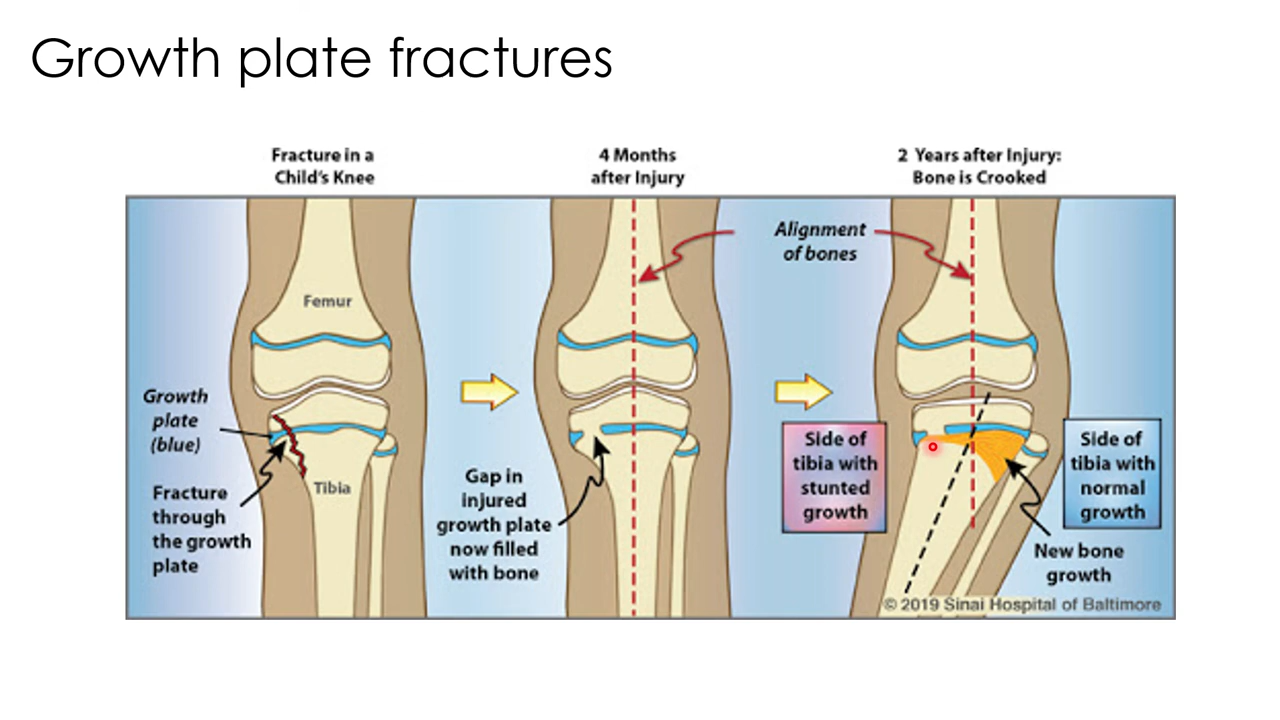 Growth plate fractures
Fracture in a
Child's Knee
4 Months
after Injury
2 Years after Injury:
Bone is Crooked
Alignment
of bones
Femur
Growth
plate
(blue)
Fracture
through
the growth
plate
Tibia
Gap in
injured
growth plate
now filled
with bone
Side of
tibia with
stunted
growth
Side of
tibia with
normal
growth
New bone
growth
© 2019 Sinai Hospital of Baltimore